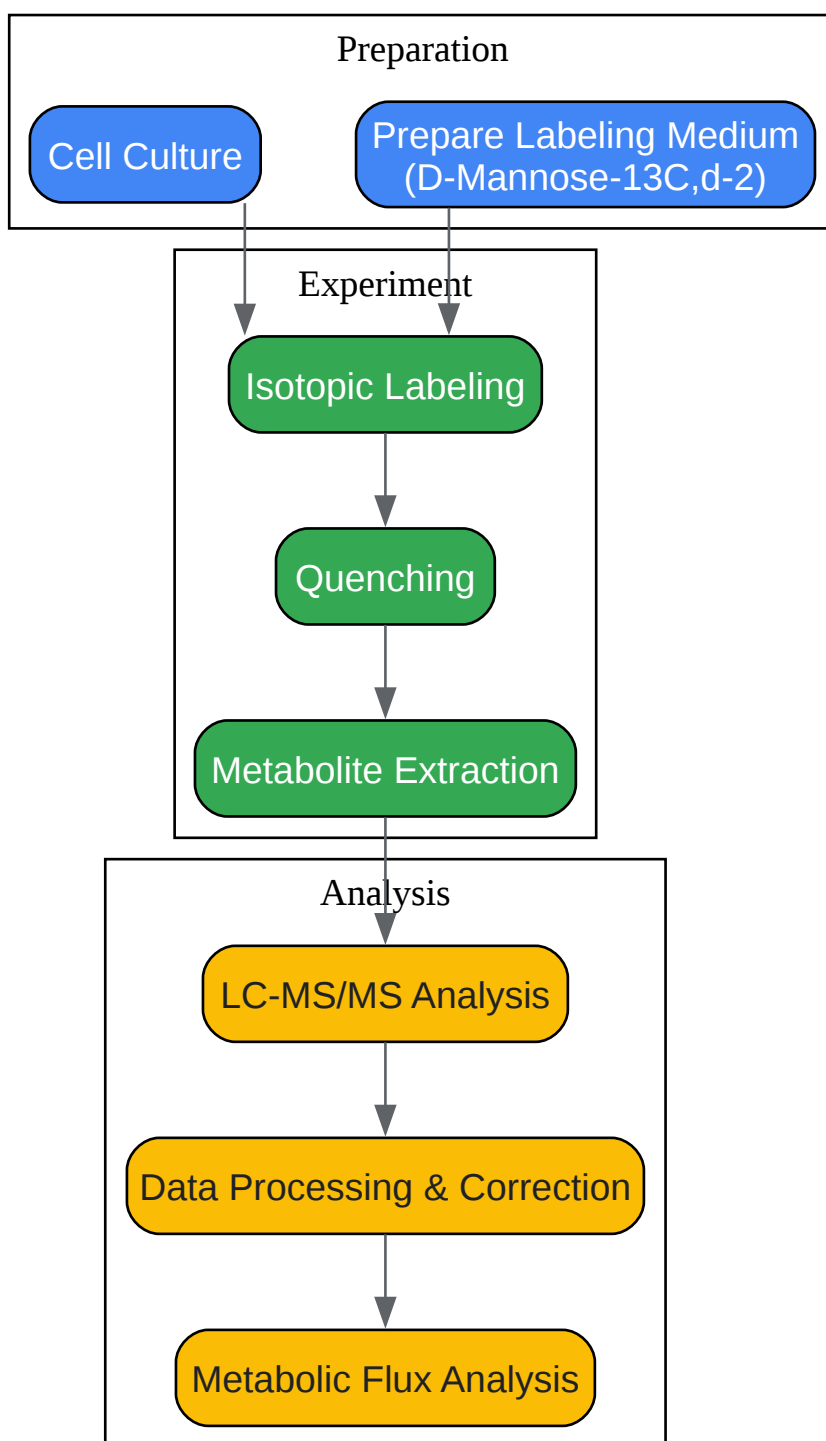 Preparation
Cell Culture
Prepare Labeling Medium
(D-Mannose-13C,d-2)
Experiment
Isotopic Labeling
Quenching
Metabolite Extraction
Analysis
LC-MS/MS Analysis
Data Processing & Correction
Metabolic Flux Analysis